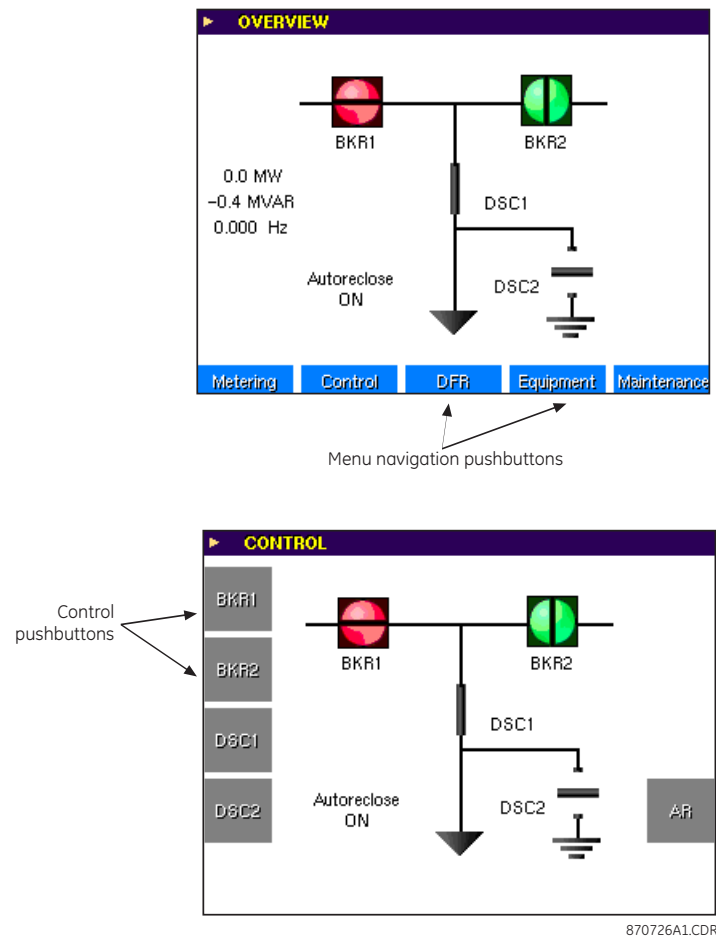 OVERVIEW
BKR1
BKR2
0.0 MW
-0.4 MVAR
0.000 Hz
DSC1
Autoreclose
ON
DSC2
Metering
Control
DFR
Equipment
Maintenance
Menu navigation pushbuttons
CONTROL
Control
pushbuttons
BKR1
BKR2
DSC1
DSC2
BKR1
BKR2
DSC1
Autoreclose
ON
DSC2
AR
870726A1.CDR